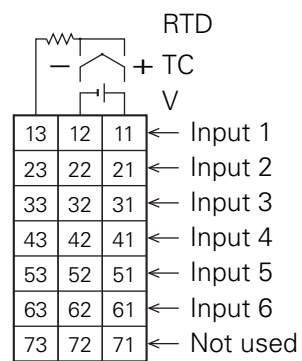 RTD
− + TC
V
13 12 11 ← Input 1
23 22 21 ← Input 2
33 32 31 ← Input 3
43 42 41 ← Input 4
53 52 51 ← Input 5
63 62 61 ← Input 6
73 72 71 ← Not used